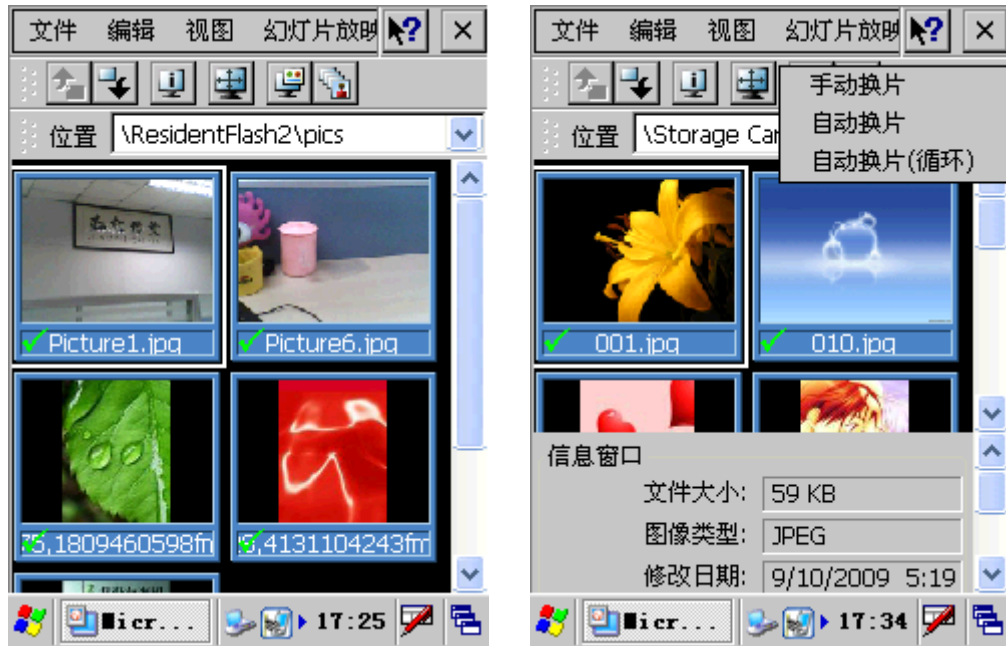 文件 编辑 视图 幻灯片放映
位置 \ResidentFlash2\pics
Picture1.jpg
Picture6.jpg
75,1809460598fm
,4131104243fm
Micr...
17:25
文件 编辑 视图 幻灯片放映
手动换片
自动换片
自动换片(循环)
位置 \Storage Car
001.jpg
010.jpg
信息窗口
文件大小: 59 KB
图像类型: JPEG
修改日期: 9/10/2009 5:19
Micr...
17:34